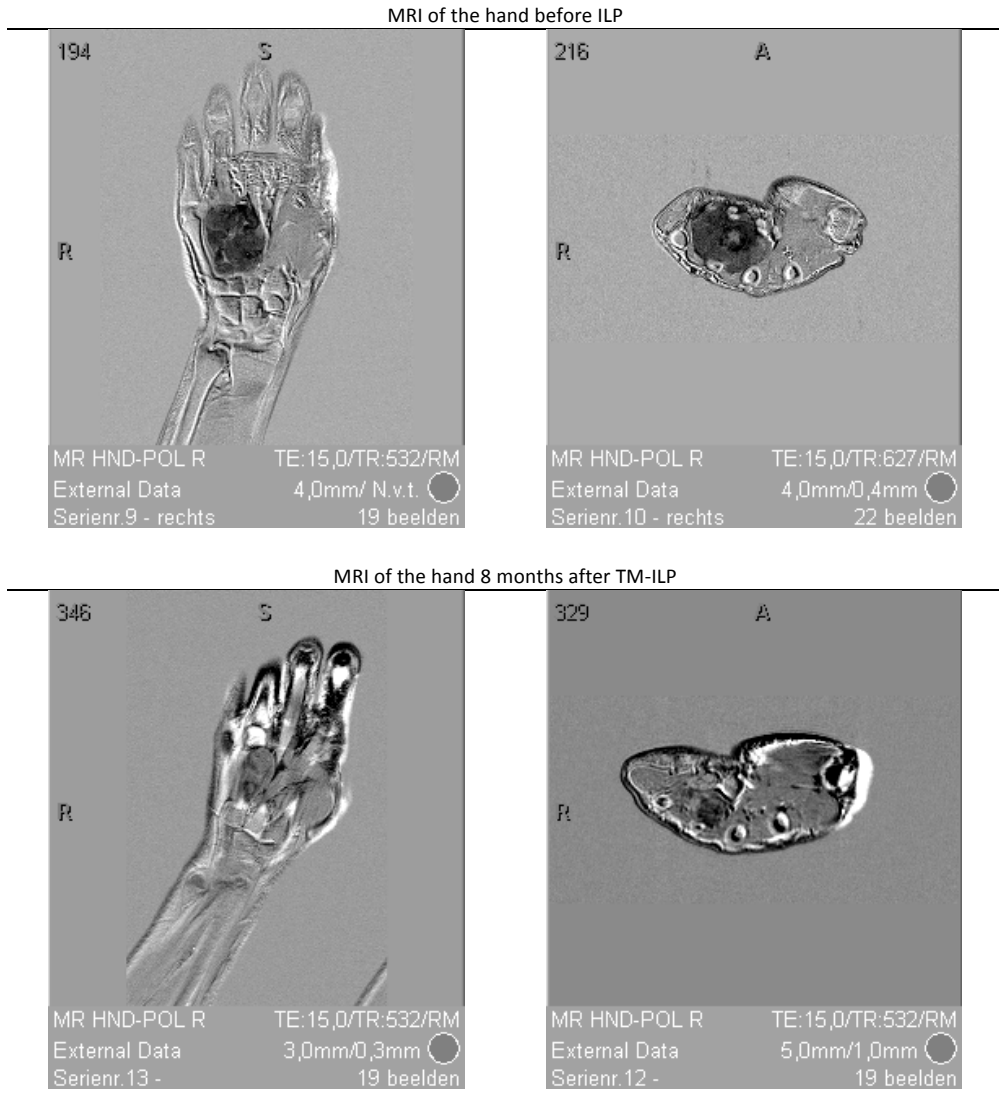 MRI of the hand before ILP
194 S
R
MR HND-POL R TE:15,0/TR:532/RM
External Data 4,0mm/ N.v.t.
Serienr.9 - rechts 19 beelden
216 A
R
MR HND-POL R TE:15,0/TR:627/RM
External Data 4,0mm/0,4mm
Serienr.10 - rechts 22 beelden
MRI of the hand 8 months after TM-ILP
346 S
R
MR HND-POL R TE:15,0/TR:532/RM
External Data 3,0mm/0,3mm
Serienr.13 - 19 beelden
329 A
R
MR HND-POL R TE:15,0/TR:532/RM
External Data 5,0mm/1,0mm
Serienr.12 - 19 beelden